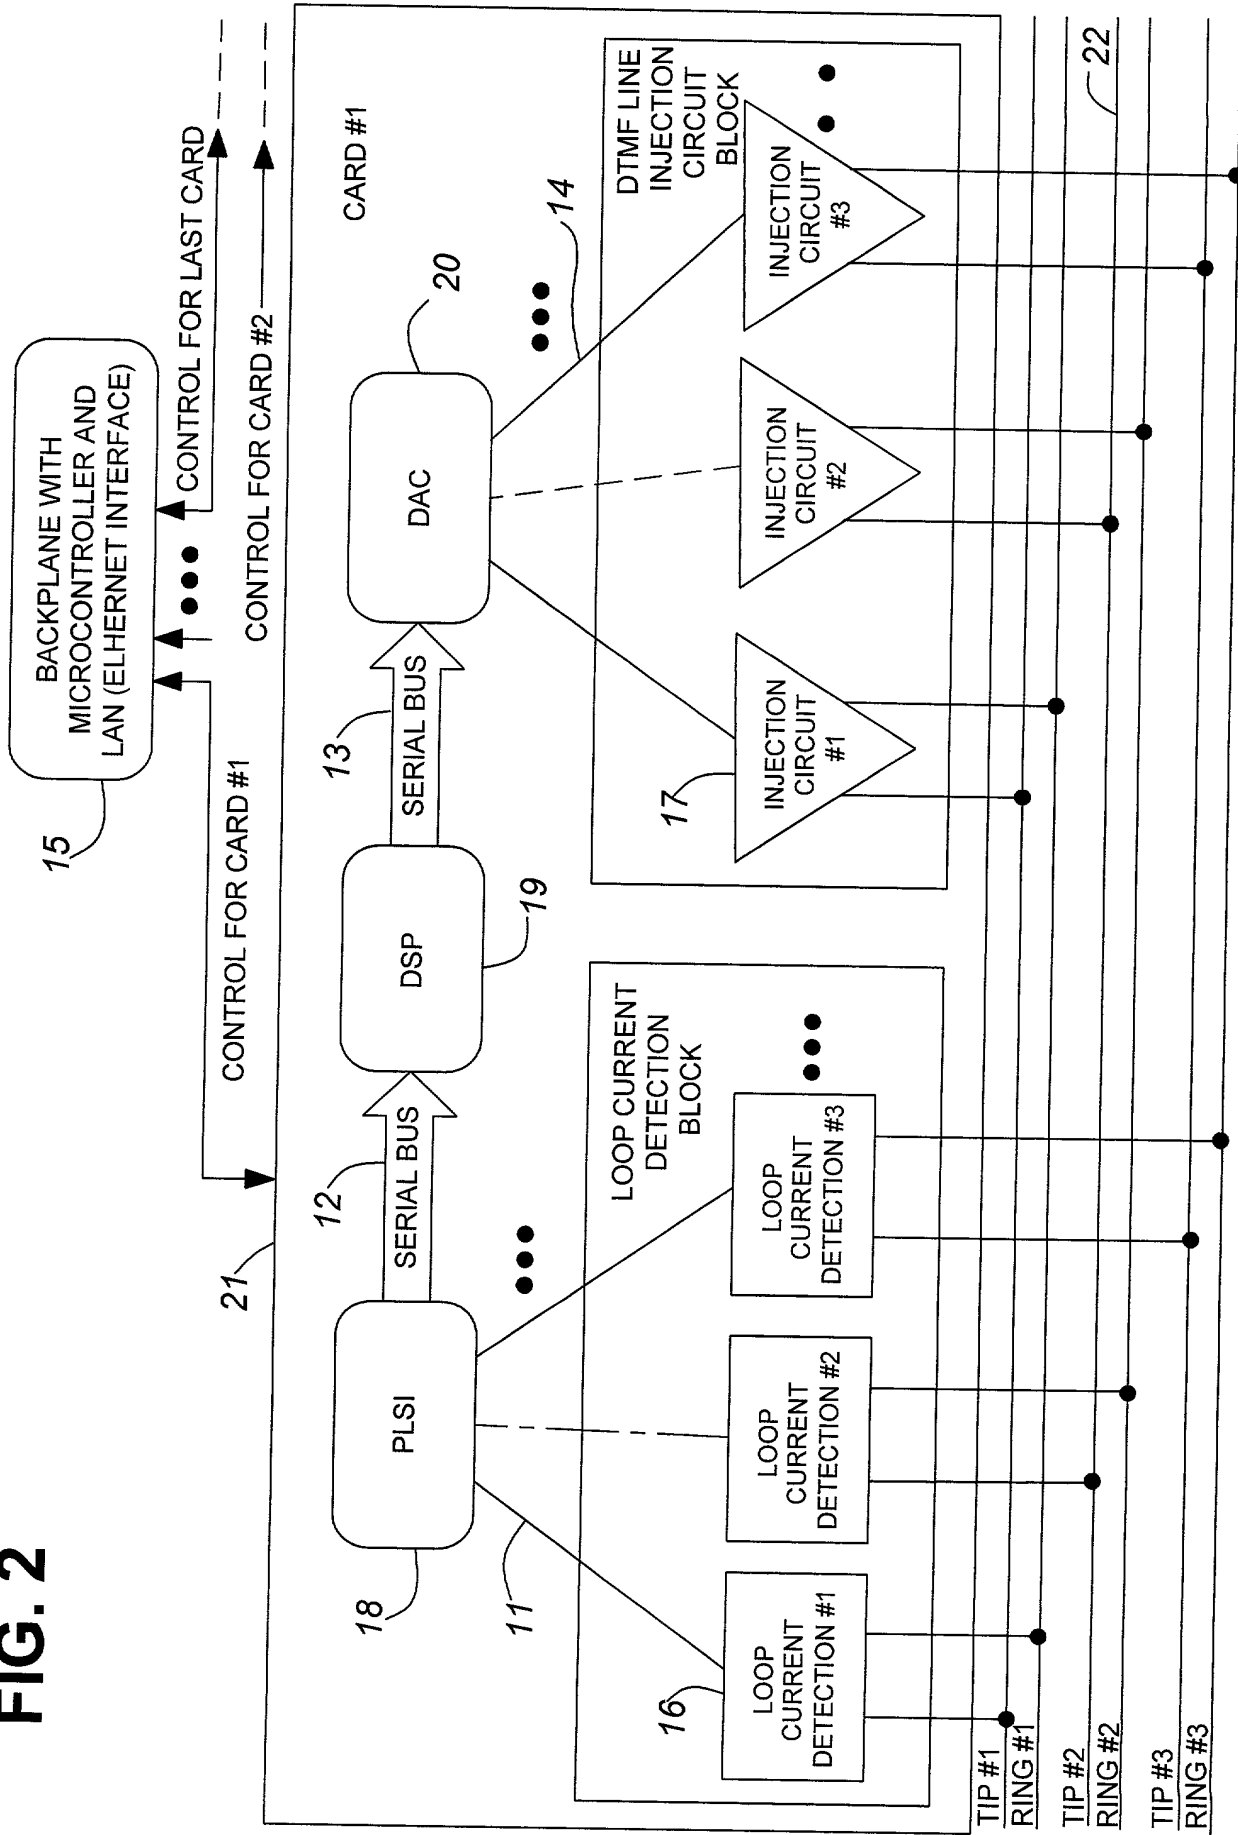 FIG. 2
15
BACKPLANE WITH
MICROCONTROLLER AND
LAN (ELHERNET INTERFACE)
CONTROL FOR CARD #1
CONTROL FOR LAST CARD
CONTROL FOR CARD #2
21
CARD #1
18
PLSI
12
SERIAL BUS
DSP
19
13
SERIAL BUS
DAC
20
11
14
LOOP CURRENT
DETECTION
BLOCK
16
LOOP
CURRENT
DETECTION #1
LOOP
CURRENT
DETECTION #2
LOOP
CURRENT
DETECTION #3
DTMF LINE
INJECTION
CIRCUIT
BLOCK
17
INJECTION
CIRCUIT
#1
INJECTION
CIRCUIT
#2
INJECTION
CIRCUIT
#3
22
TIP #1
RING #1
TIP #2
RING #2
TIP #3
RING #3